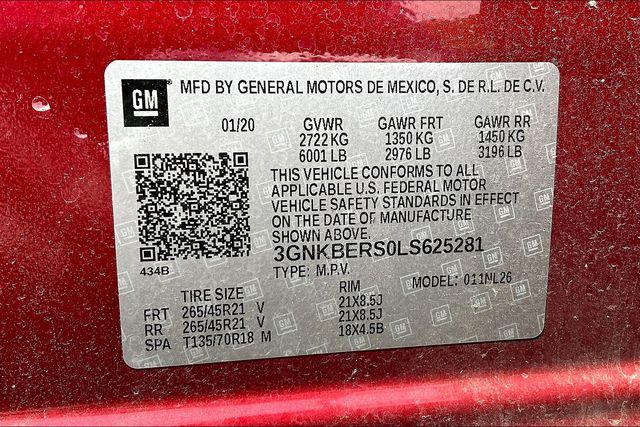 GM MFD BY GENERAL MOTORS DE MEXICO, S. DE R.L. DE C.V.
01/20 GVWR GAWR FRT GAWR RR
2722 KG 1350 KG 1450 KG
6001 LB 2976 LB 3196 LB
THIS VEHICLE CONFORMS TO ALL
APPLICABLE U.S. FEDERAL MOTOR
VEHICLE SAFETY STANDARDS IN EFFECT
ON THE DATE OF MANUFACTURE
SHOWN ABOVE.
3GNKBERS0LS625281
434B TYPE: M.P.V. MODEL: 011NL26
TIRE SIZE RIM
FRT 265/45R21 V 21X8.5J
RR 265/45R21 V 21X8.5J
SPA T135/70R18 M 18X4.5B